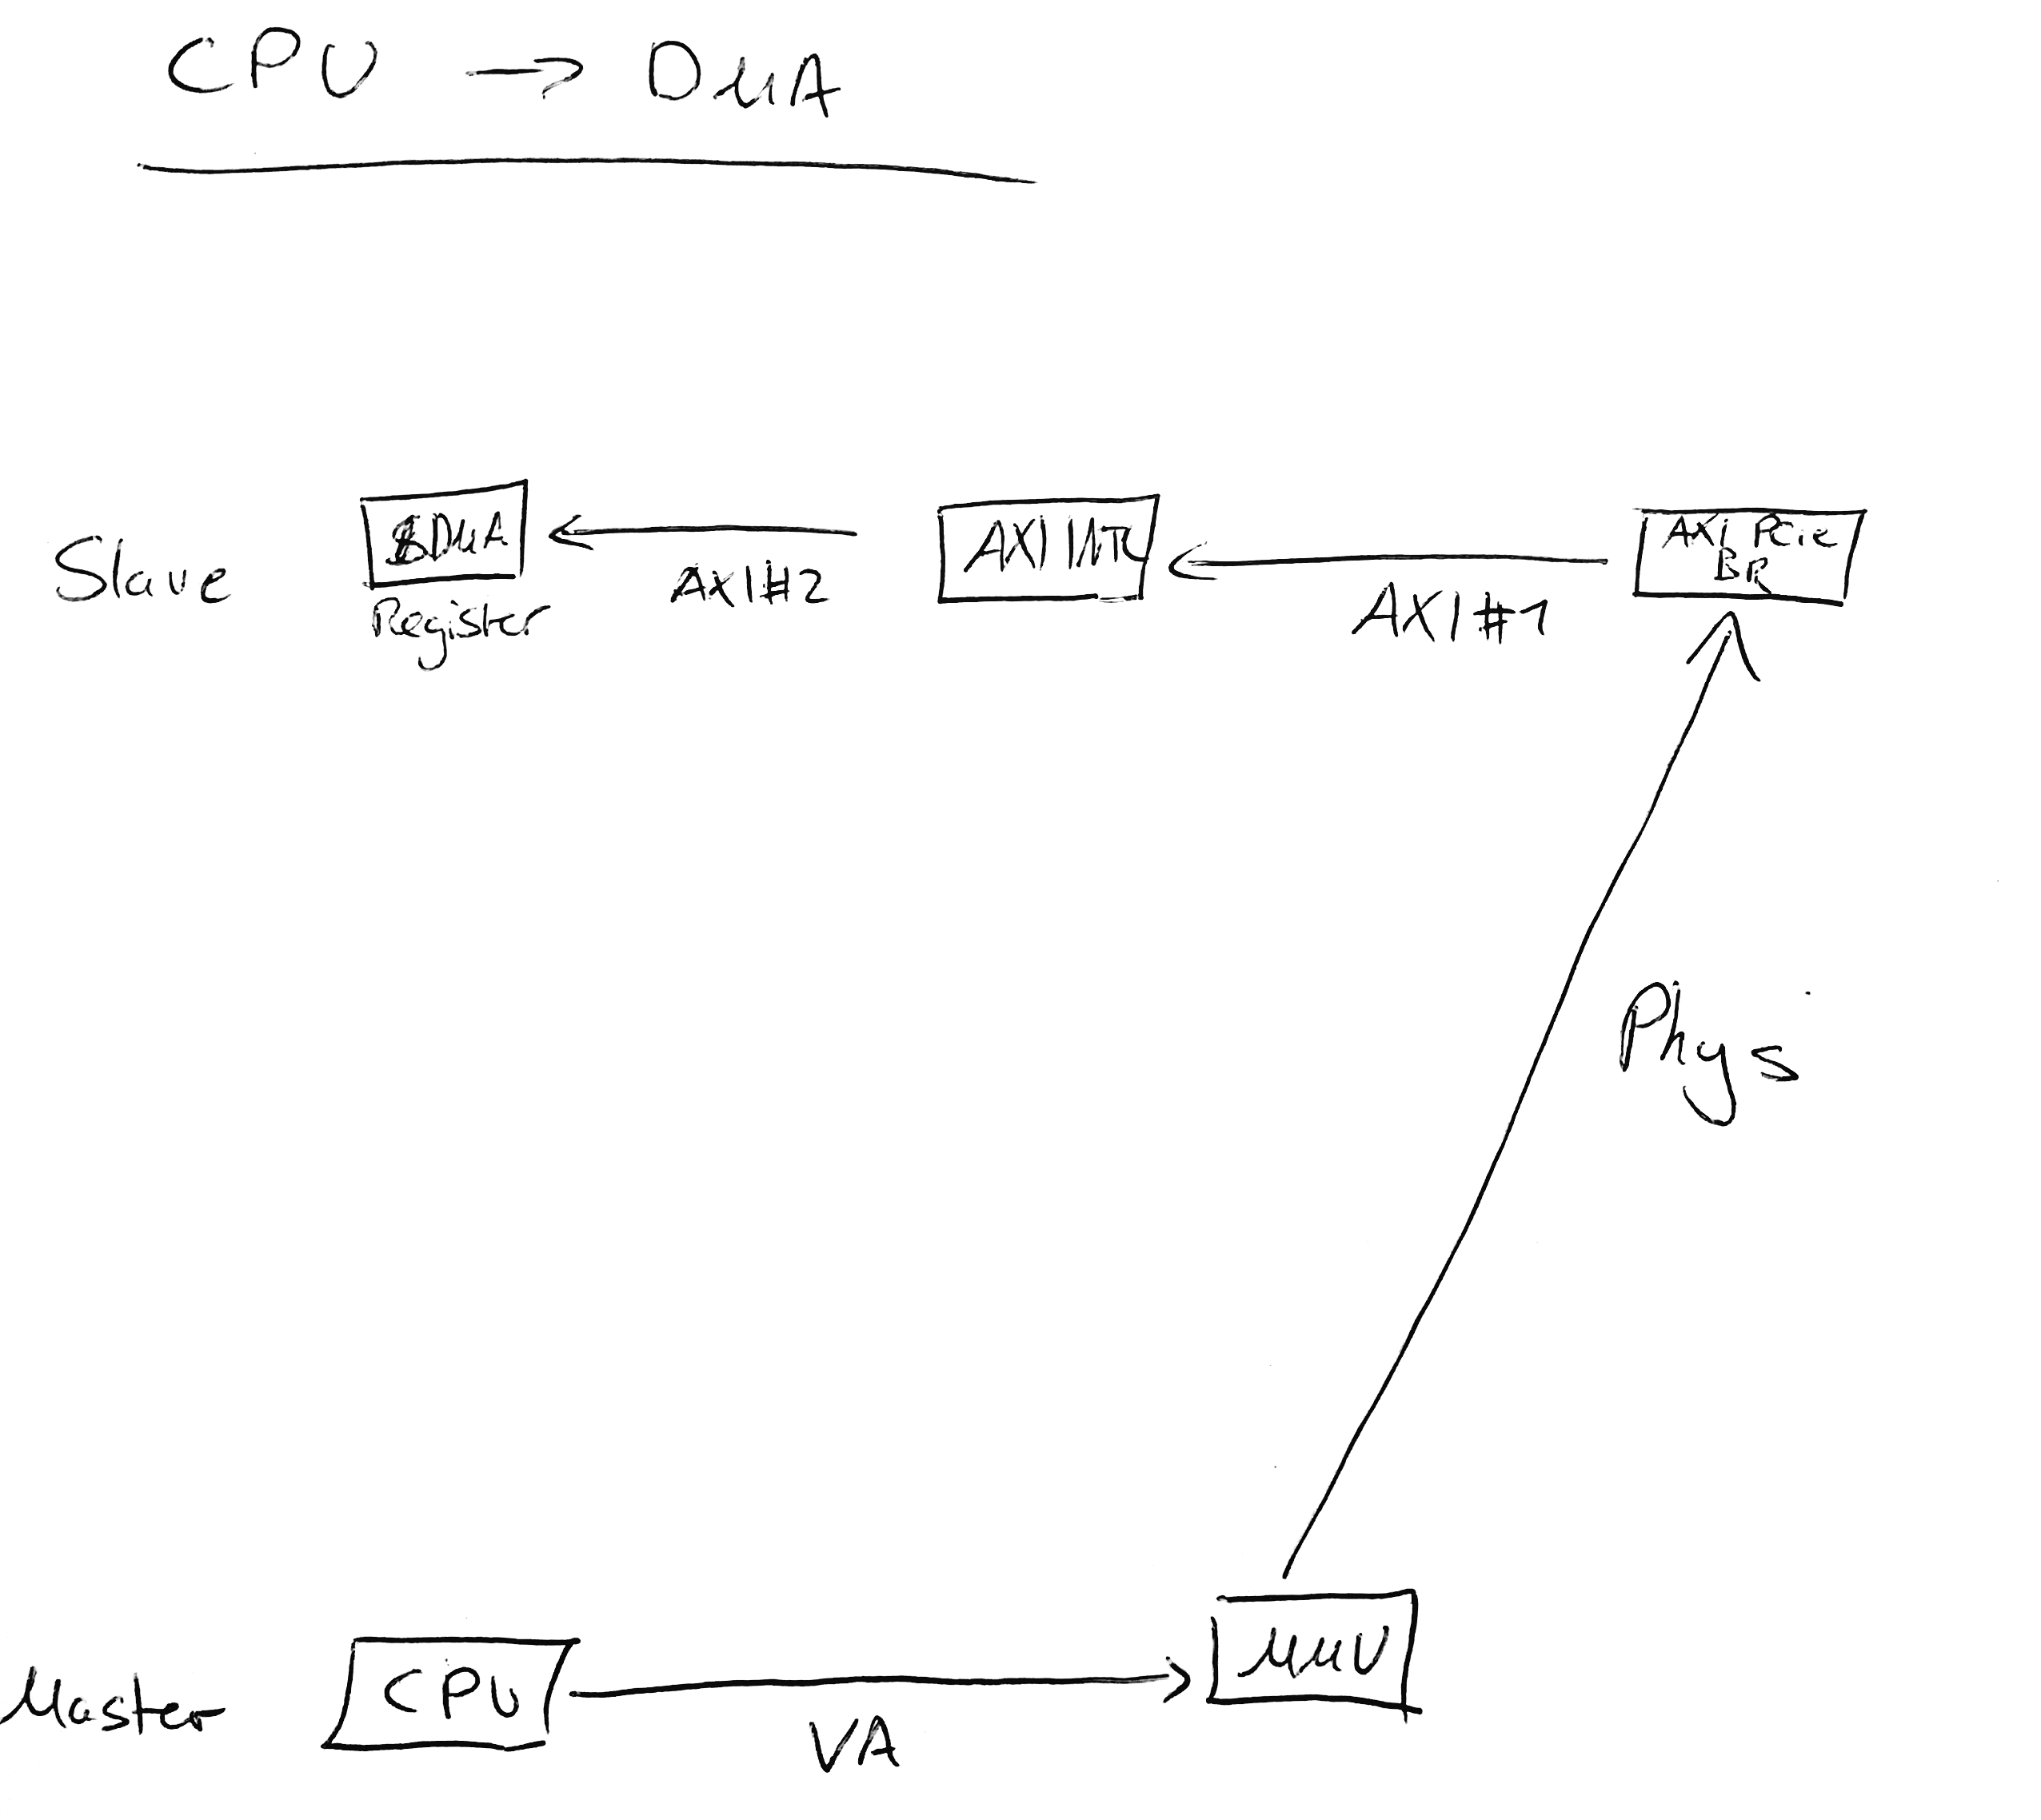 CPU → DMA
AXI Pcie
BR
DMA
AXI INTC
Slave
AXI#2
AXI#1
Register
Phys
MMU
CPU
Master
VA